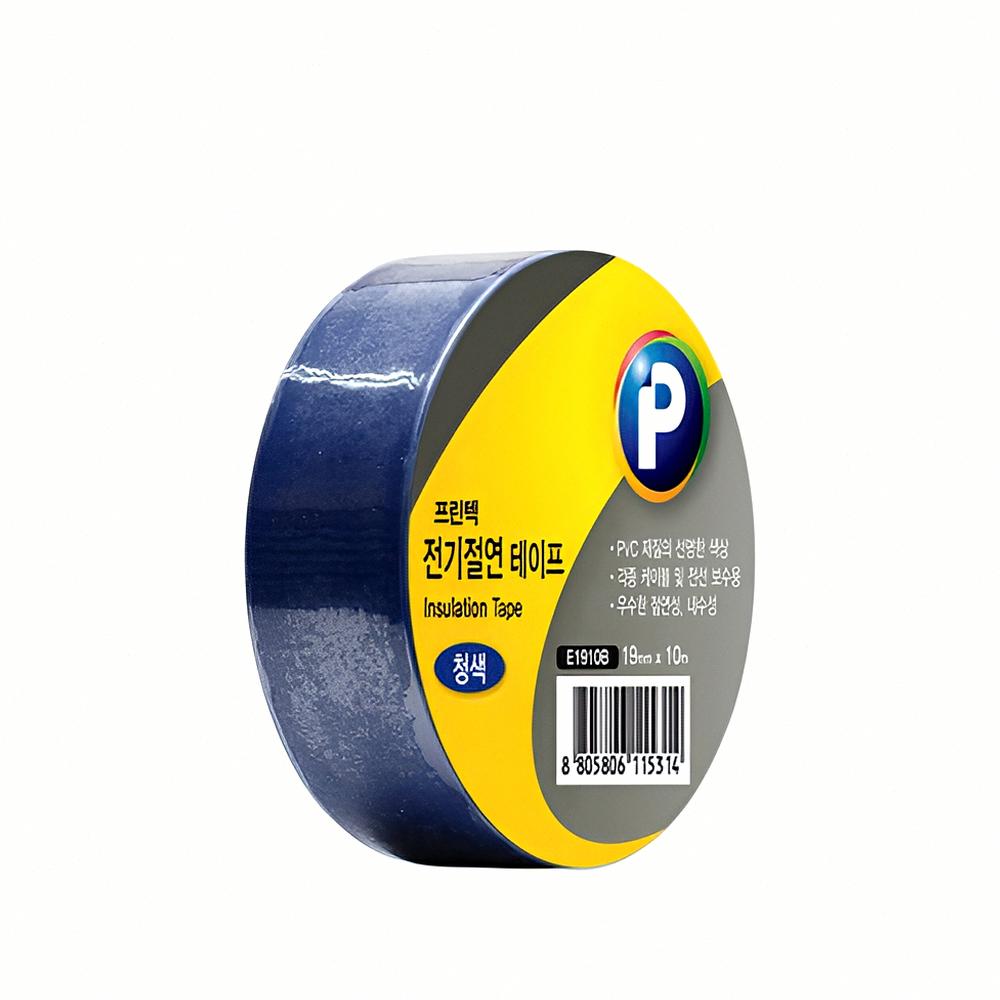 P
프린텍
전기절연 테이프
Insulation Tape
청색
• PVC 재질의 선명한 색상
• 각종 케이블 및 전선 보수용
• 우수한 절연성, 내수성
19mm x 10m
8 805806 115314